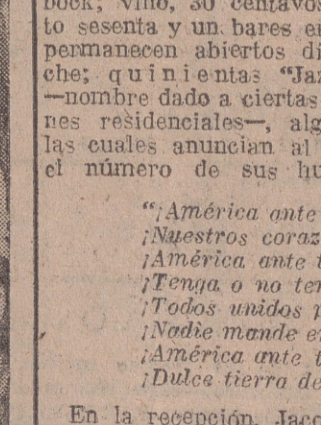 bock; vino, 30 centavos
to sesenta y un bares en
permanecen abiertos di
che; quinientas "Jaz
—nombre dado a ciertas
nes residenciales—, alg
las cuales anuncian al
el número de sus hu
"¡América ante
¡Nuestros coraz
¡América ante t
¡Tenga o no ten
¡Todos unidos p
¡Nadie mande e
¡América ante t
¡Dulce tierra de
En la recepción, Jaco